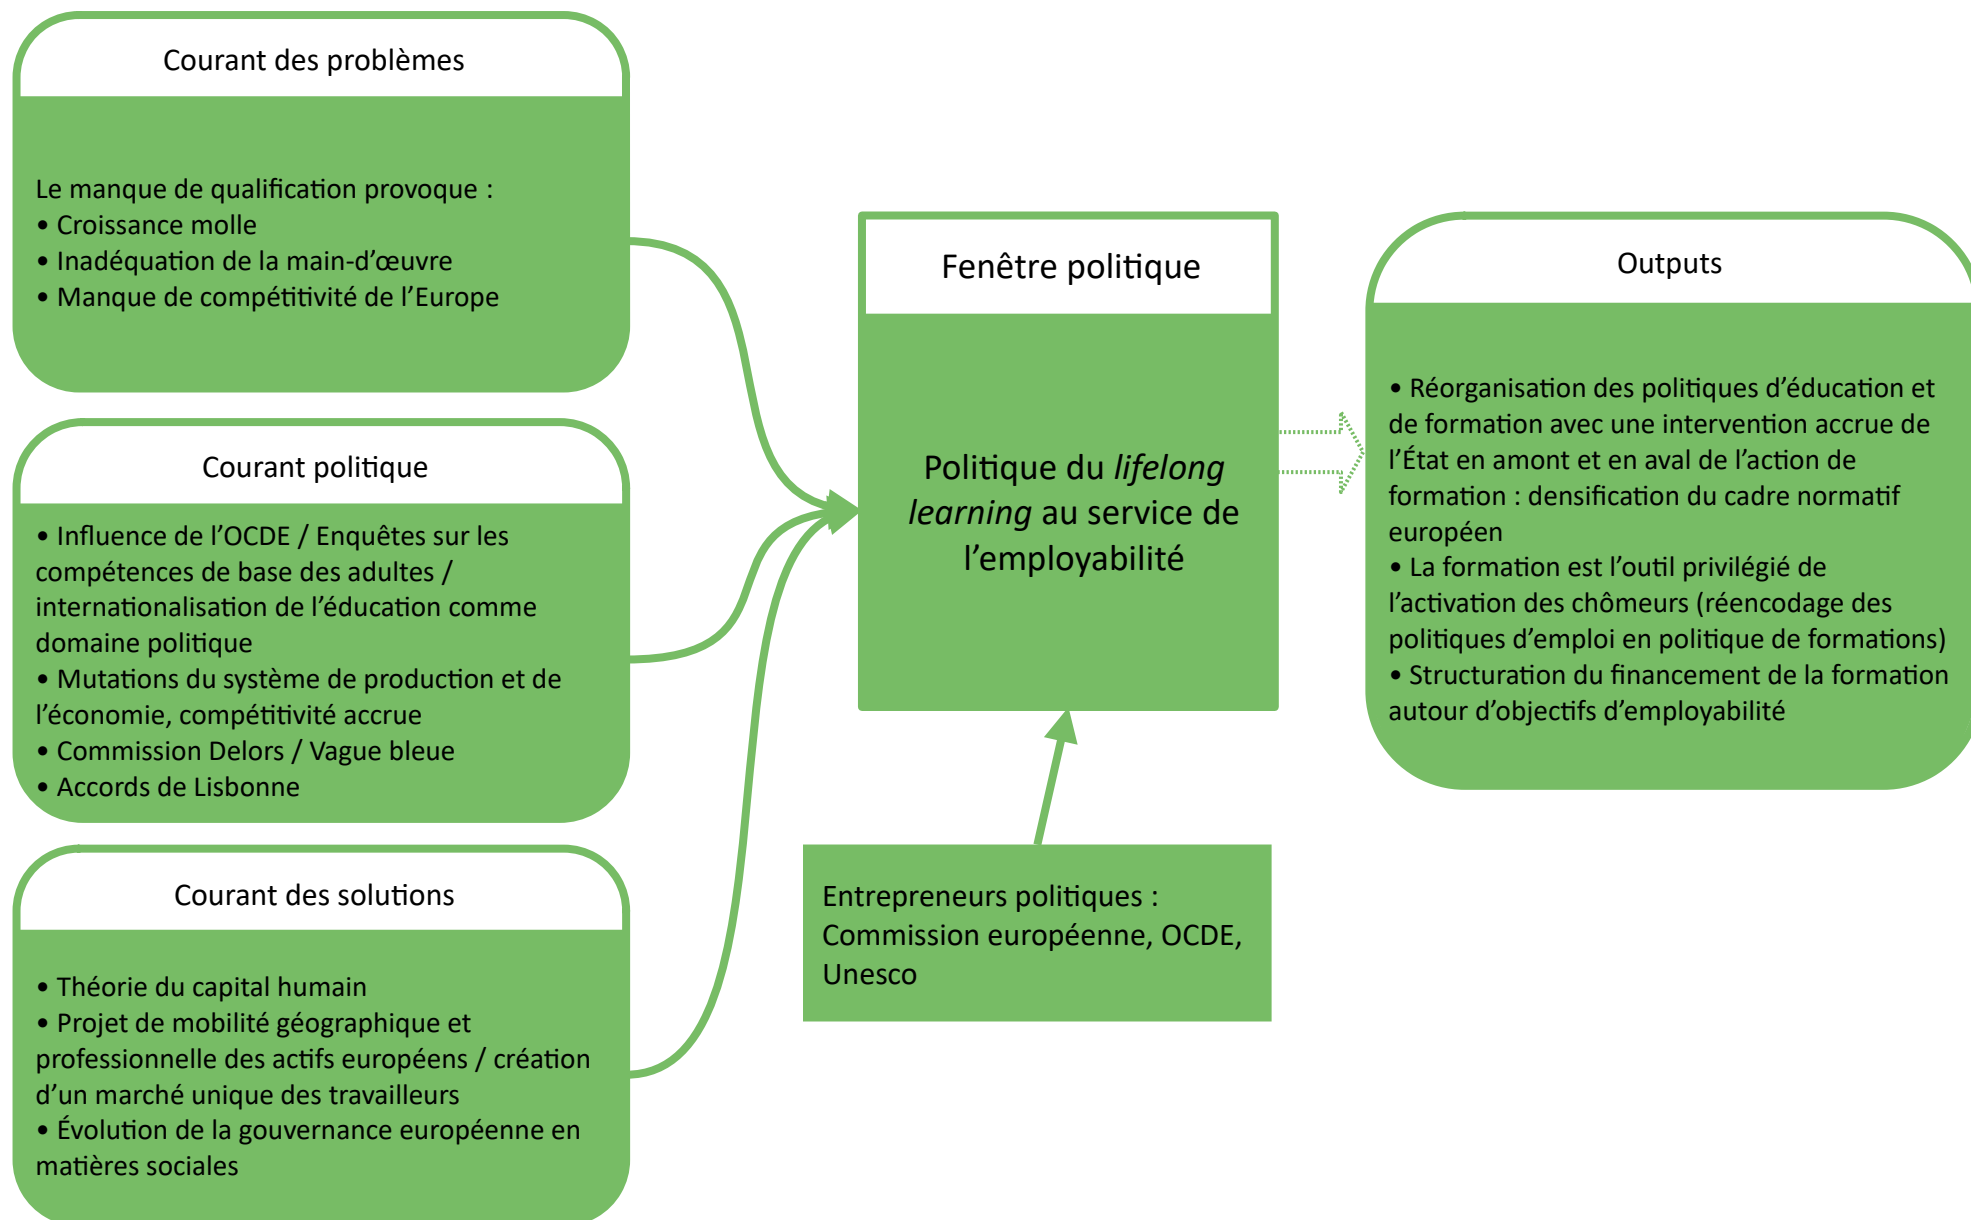 Courant des problèmes
Le manque de qualification provoque :
• Croissance molle
• Inadéquation de la main-d’œuvre
• Manque de compétitivité de l’Europe
Courant politique
• Influence de l’OCDE / Enquêtes sur les
compétences de base des adultes /
internationalisation de l’éducation comme
domaine politique
• Mutations du système de production et de
l’économie, compétitivité accrue
• Commission Delors / Vague bleue
• Accords de Lisbonne
Courant des solutions
• Théorie du capital humain
• Projet de mobilité géographique et
professionnelle des actifs européens / création
d’un marché unique des travailleurs
• Évolution de la gouvernance européenne en
matières sociales
Fenêtre politique
Politique du lifelong
learning au service de
l’employabilité
Entrepreneurs politiques :
Commission européenne, OCDE,
Unesco
Outputs
• Réorganisation des politiques d’éducation et
de formation avec une intervention accrue de
l’État en amont et en aval de l’action de
formation : densification du cadre normatif
européen
• La formation est l’outil privilégié de
l’activation des chômeurs (réencodage des
politiques d’emploi en politique de formations)
• Structuration du financement de la formation
autour d’objectifs d’employabilité